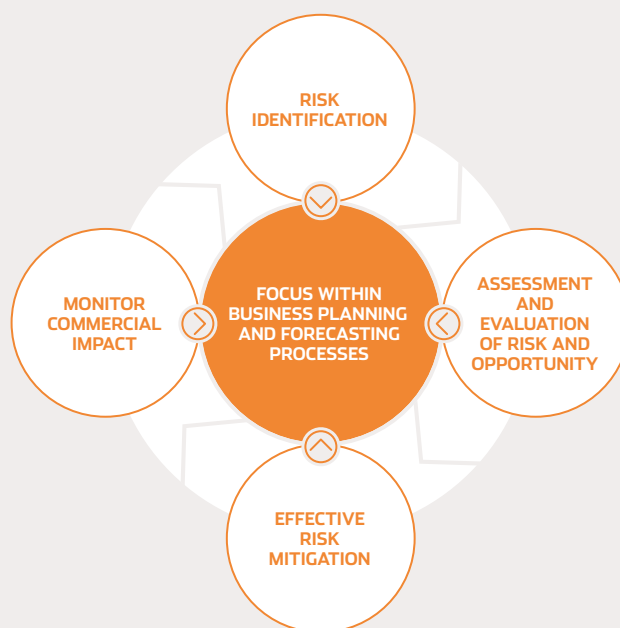 RISK
IDENTIFICATION
ASSESSMENT
AND
EVALUATION
OF RISK AND
OPPORTUNITY
EFFECTIVE
RISK
MITIGATION
MONITOR
COMMERCIAL
IMPACT
FOCUS WITHIN
BUSINESS PLANNING
AND FORECASTING
PROCESSES